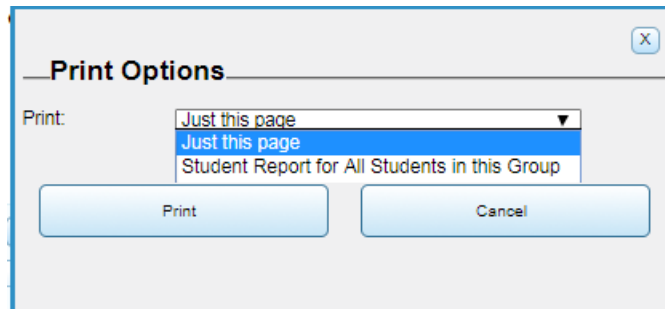 X
Print Options
Print:
Just this page ▼
Just this page
Student Report for All Students in this Group
Print
Cancel